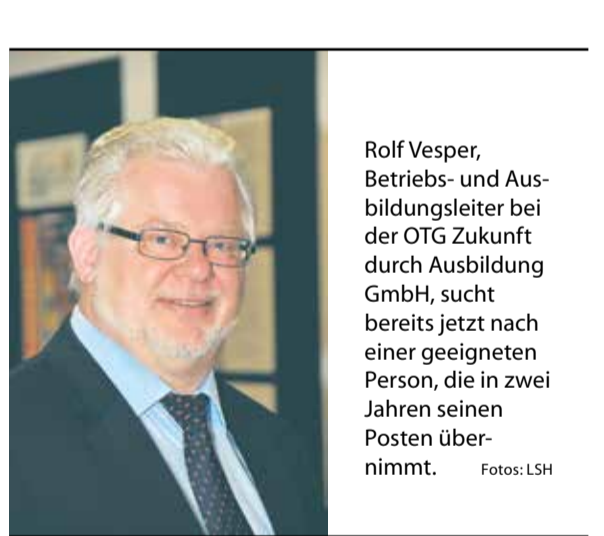 Rolf Vesper,
Betriebs- und Aus-
bildungsleiter bei
der OTG Zukunft
durch Ausbildung
GmbH, sucht
bereits jetzt nach
einer geeigneten
Person, die in zwei
Jahren seinen
Posten über-
nimmt. Fotos: LSH